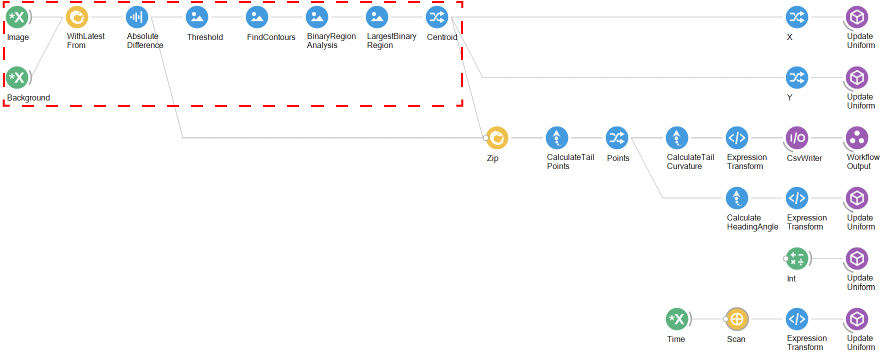 *X
Image
WithLatest
From
Absolute
Difference
Threshold
FindContours
BinaryRegion
Analysis
LargestBinary
Region
Centroid
X
Update
Uniform
*X
Background
Y
Update
Uniform
Zip
CalculateTail
Points
Points
CalculateTail
Curvature
</>
Expression
Transform
I/O
CsvWriter
Workflow
Output
Calculate
HeadingAngle
</>
Expression
Transform
Update
Uniform
Int
Update
Uniform
*X
Time
Scan
</>
Expression
Transform
Update
Uniform